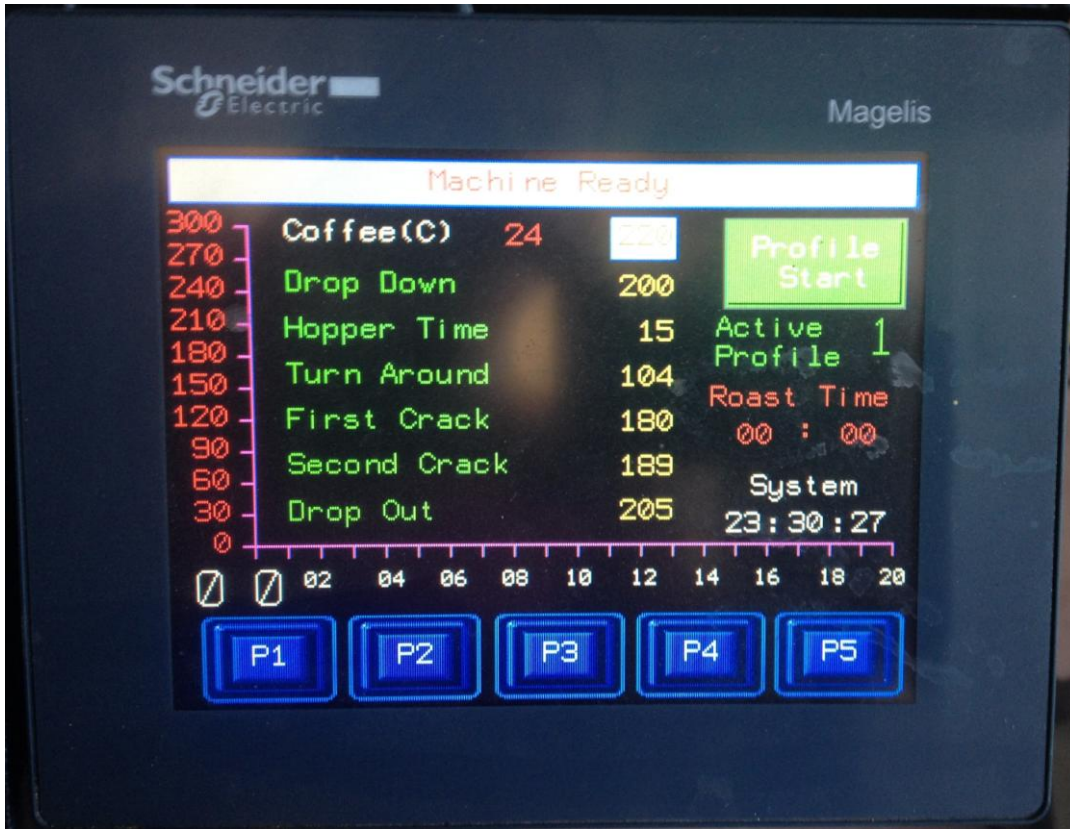 Schneider
Electric
Magelis
Machine Ready
300
270
240
210
180
150
120
90
60
30
0
Coffee(C) 24 220
Drop Down 200
Hopper Time 15
Turn Around 104
First Crack 180
Second Crack 189
Drop Out 205
Profile
Start
Active
Profile 1
Roast Time
00 : 00
System
23:30:27
0 0 02 04 06 08 10 12 14 16 18 20
P1 P2 P3 P4 P5